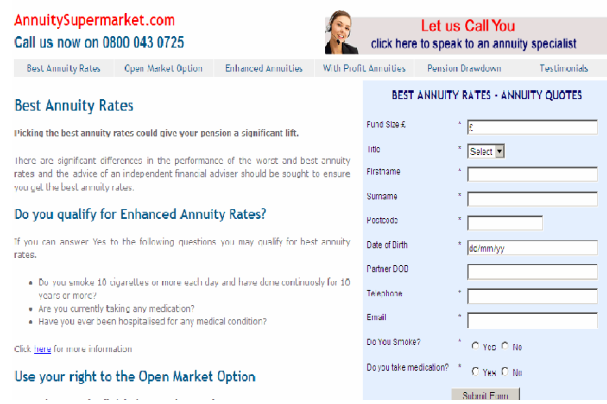 AnnuitySupermarket.com
Call us now on 0800 043 0725
Let us Call You
click here to speak to an annuity specialist
Best Annuity Rates
Open Market Option
Enhanced Annuities
With Profit Annuities
Pension Drawdown
Testimonials
Best Annuity Rates
Picking the best annuity rates could give your pension a significant lift.
There are significant differences in the performance of the worst and best annuity
rates and the advice of an independent financial adviser should be sought to ensure
you get the best annuity rates.
Do you qualify for Enhanced Annuity Rates?
If you can answer Yes to the following questions you may qualify for best annuity
rates.
• Do you smoke 10 cigarettes or more each day and have done continuously for 10
years or more?
• Are you currently taking any medication?
• Have you ever been hospitalised for any medical condition?
Click here for more information
Use your right to the Open Market Option
BEST ANNUITY RATES - ANNUITY QUOTES
Fund Size £ * £
Title * Select
Firstname *
Surname *
Postcode *
Date of Birth * dd/mm/yy
Partner DOB
Telephone *
Email *
Do You Smoke? * Yes No
Do you take medication? * Yes No
Submit Form